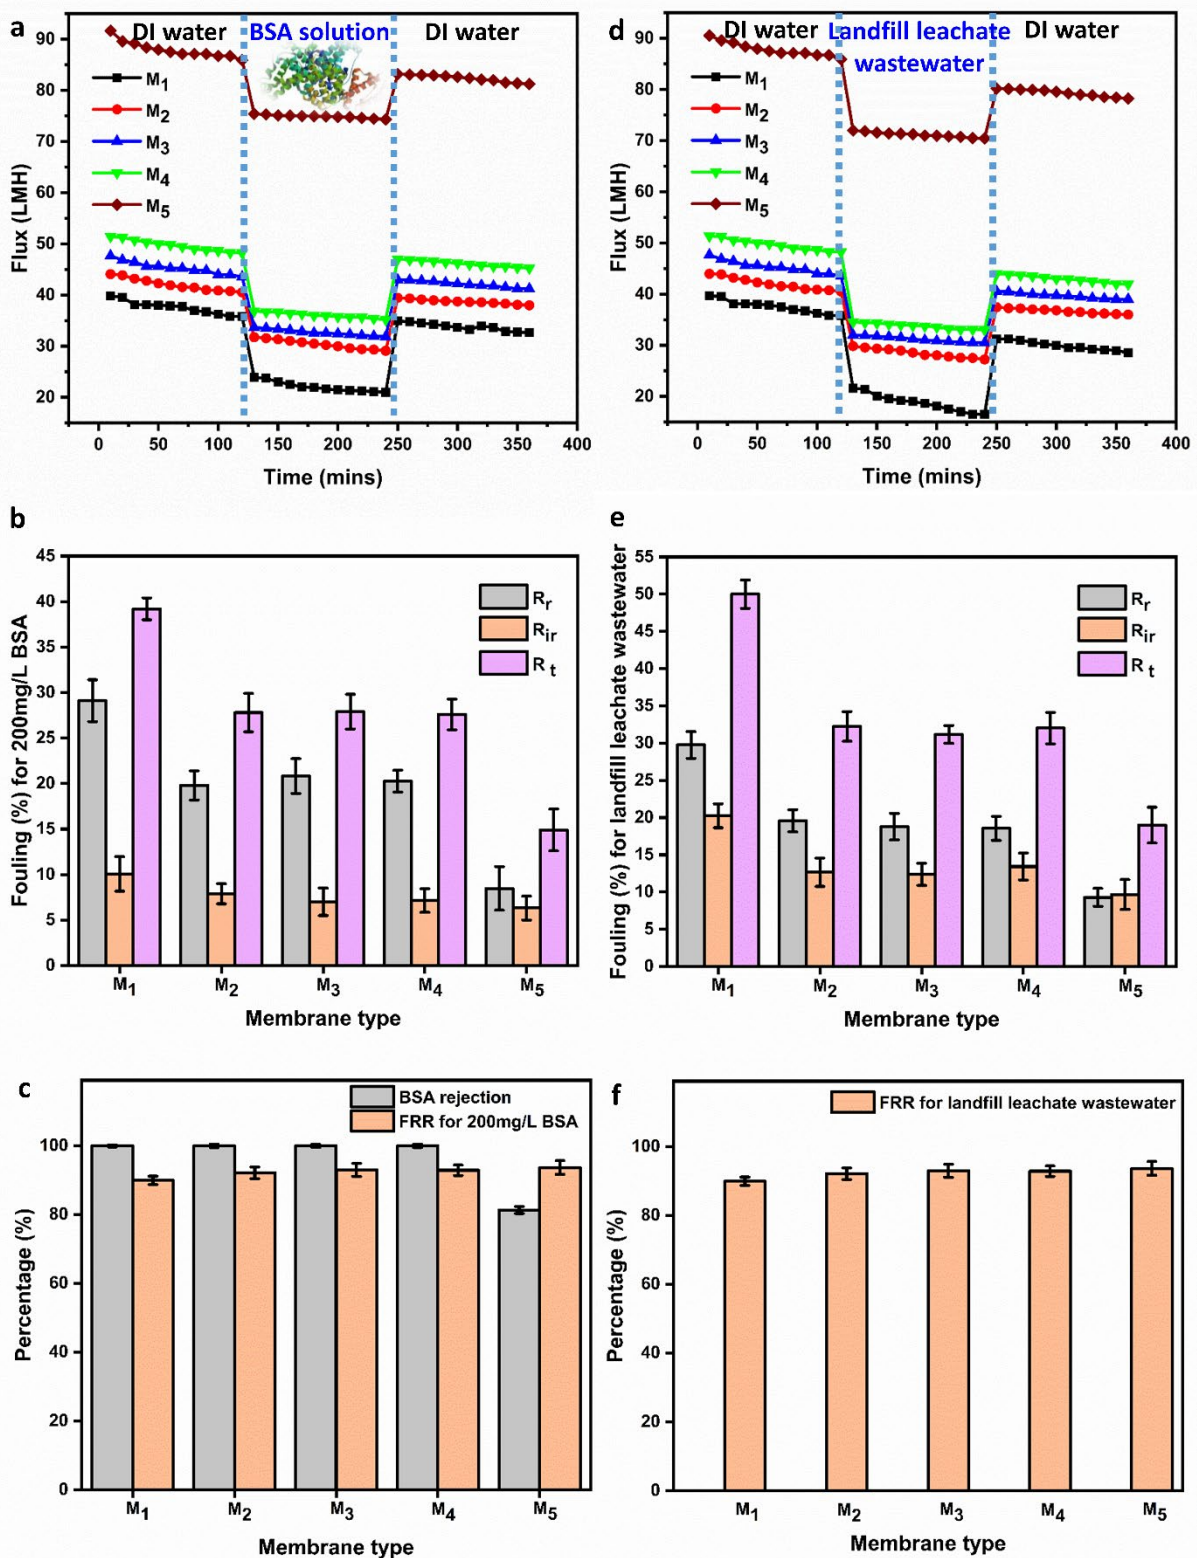 a
DI water
BSA solution
DI water
M1
M2
M3
M4
M5
90
80
70
60
50
40
30
20
Flux (LMH)
0
50
100
150
200
250
300
350
400
Time (mins)
d
DI water
Landfill leachate
wastewater
DI water
M1
M2
M3
M4
M5
90
80
70
60
50
40
30
20
Flux (LMH)
0
50
100
150
200
250
300
350
400
Time (mins)
b
45
40
35
30
25
20
15
10
5
0
Fouling (%) for 200mg/L BSA
Rr
Rir
R t
M1
M2
M3
M4
M5
Membrane type
e
55
50
45
40
35
30
25
20
15
10
5
0
Fouling (%) for landfill leachate wastewater
Rr
Rir
R t
M1
M2
M3
M4
M5
Membrane type
c
BSA rejection
FRR for 200mg/L BSA
100
80
60
40
20
0
Percentage (%)
M1
M2
M3
M4
M5
Membrane type
f
FRR for landfill leachate wastewater
100
80
60
40
20
0
Percentage (%)
M1
M2
M3
M4
M5
Membrane type